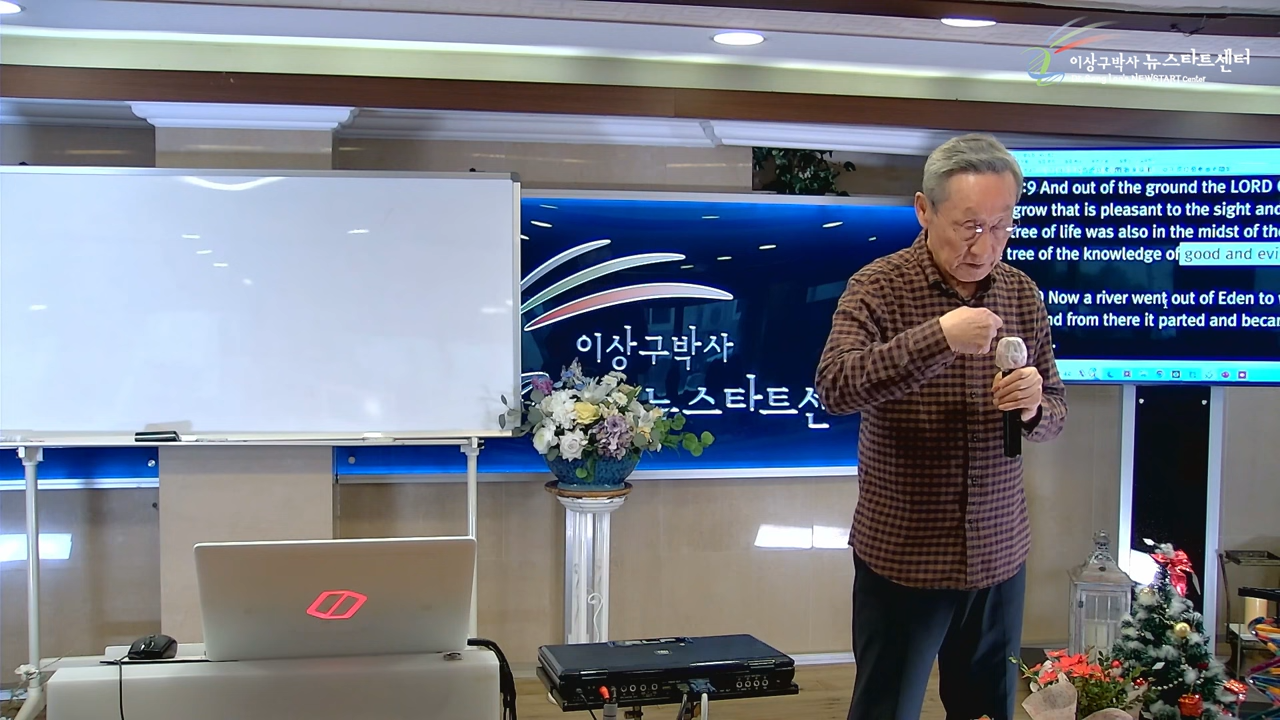 이상구박사 뉴스타트센터
NEWSTART Center
:9 And out of the ground the LORD
grow that is pleasant to the sight and
tree of life was also in the midst of the
tree of the knowledge of good and evi
Now a river went out of Eden to
nd from there it parted and becam
이상구박사
뉴스타트센